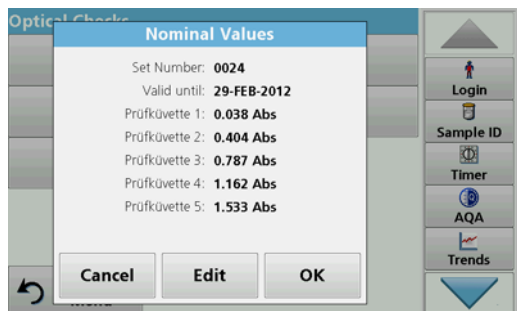 Optical Checks
Nominal Values
Set Number: 0024
Valid until: 29-FEB-2012
Prüfküvette 1: 0.038 Abs
Prüfküvette 2: 0.404 Abs
Prüfküvette 3: 0.787 Abs
Prüfküvette 4: 1.162 Abs
Prüfküvette 5: 1.533 Abs
Cancel
Edit
OK
Login
Sample ID
Timer
AQA
Trends